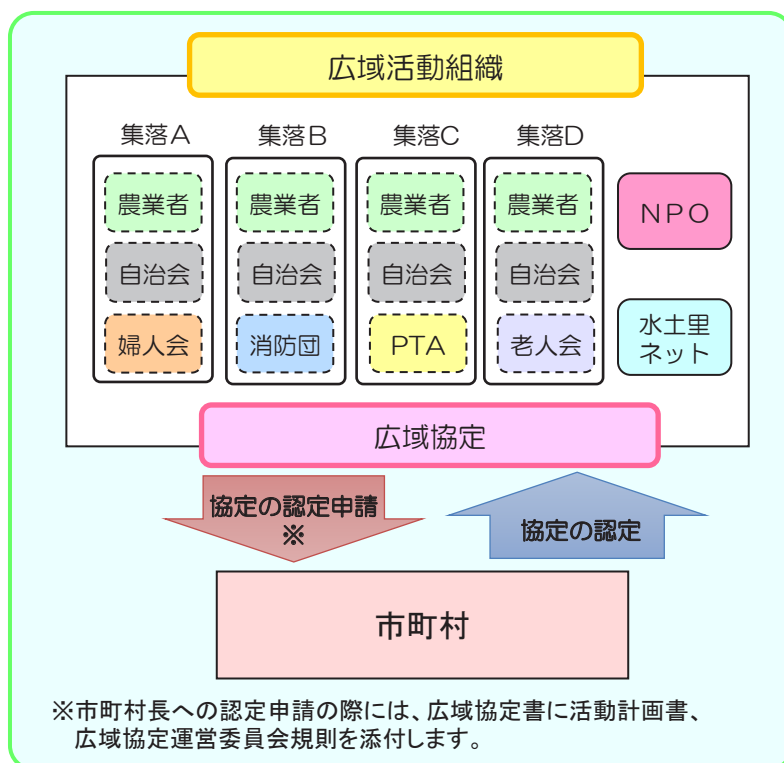 広域活動組織
集落A
集落B
集落C
集落D
農業者
農業者
農業者
農業者
NPO
自治会
自治会
自治会
自治会
婦人会
消防団
PTA
老人会
水土里
ネット
広域協定
協定の認定申請
※
協定の認定
市町村
※市町村長への認定申請の際には、広域協定書に活動計画書、
広域協定運営委員会規則を添付します。